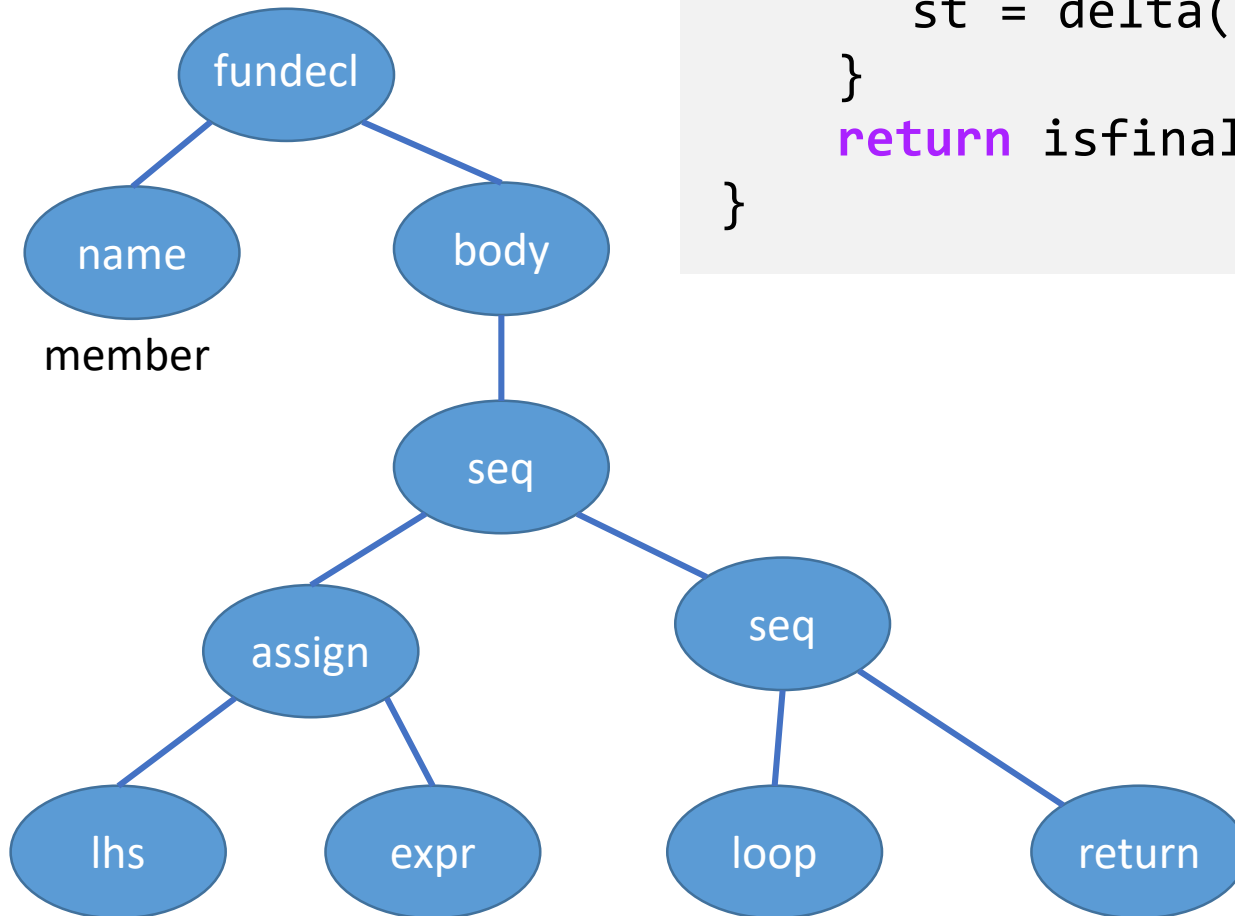 st = delta(
}
return isfinal
}
fundecl
name
body
member
seq
assign
seq
lhs
expr
loop
return